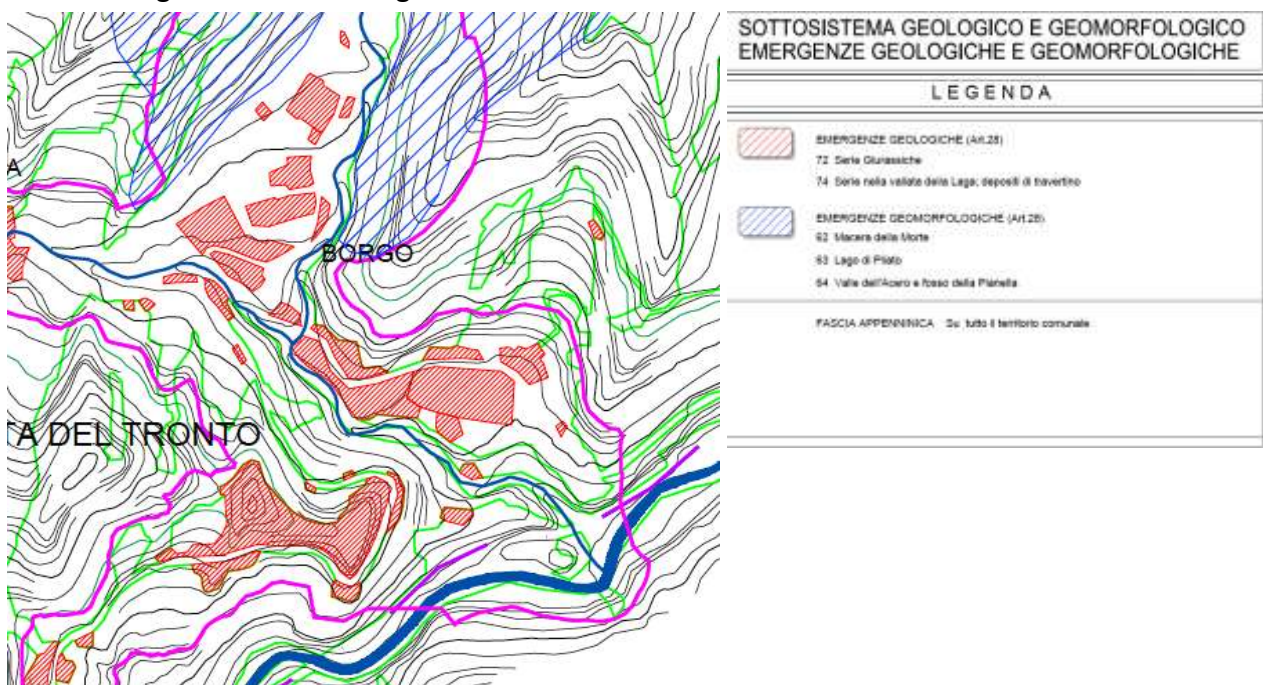 A
BORGO
TA DEL TRONTO
SOTTOSISTEMA GEOLOGICO E GEOMORFOLOGICO
EMERGENZE GEOLOGICHE E GEOMORFOLOGICHE
LEGENDA
EMERGENZE GEOLOGICHE (Art.28)
72 Serie Giurassiche
74 Serie nella vallata della Laga; depositi di travertino
EMERGENZE GEOMORFOLOGICHE (Art.28)
62 Macera della Morte
63 Lago di Pilato
64 Valle dell'Acero e fosso della Pianella
FASCIA APPENNINICA Su tutto il territorio comunale